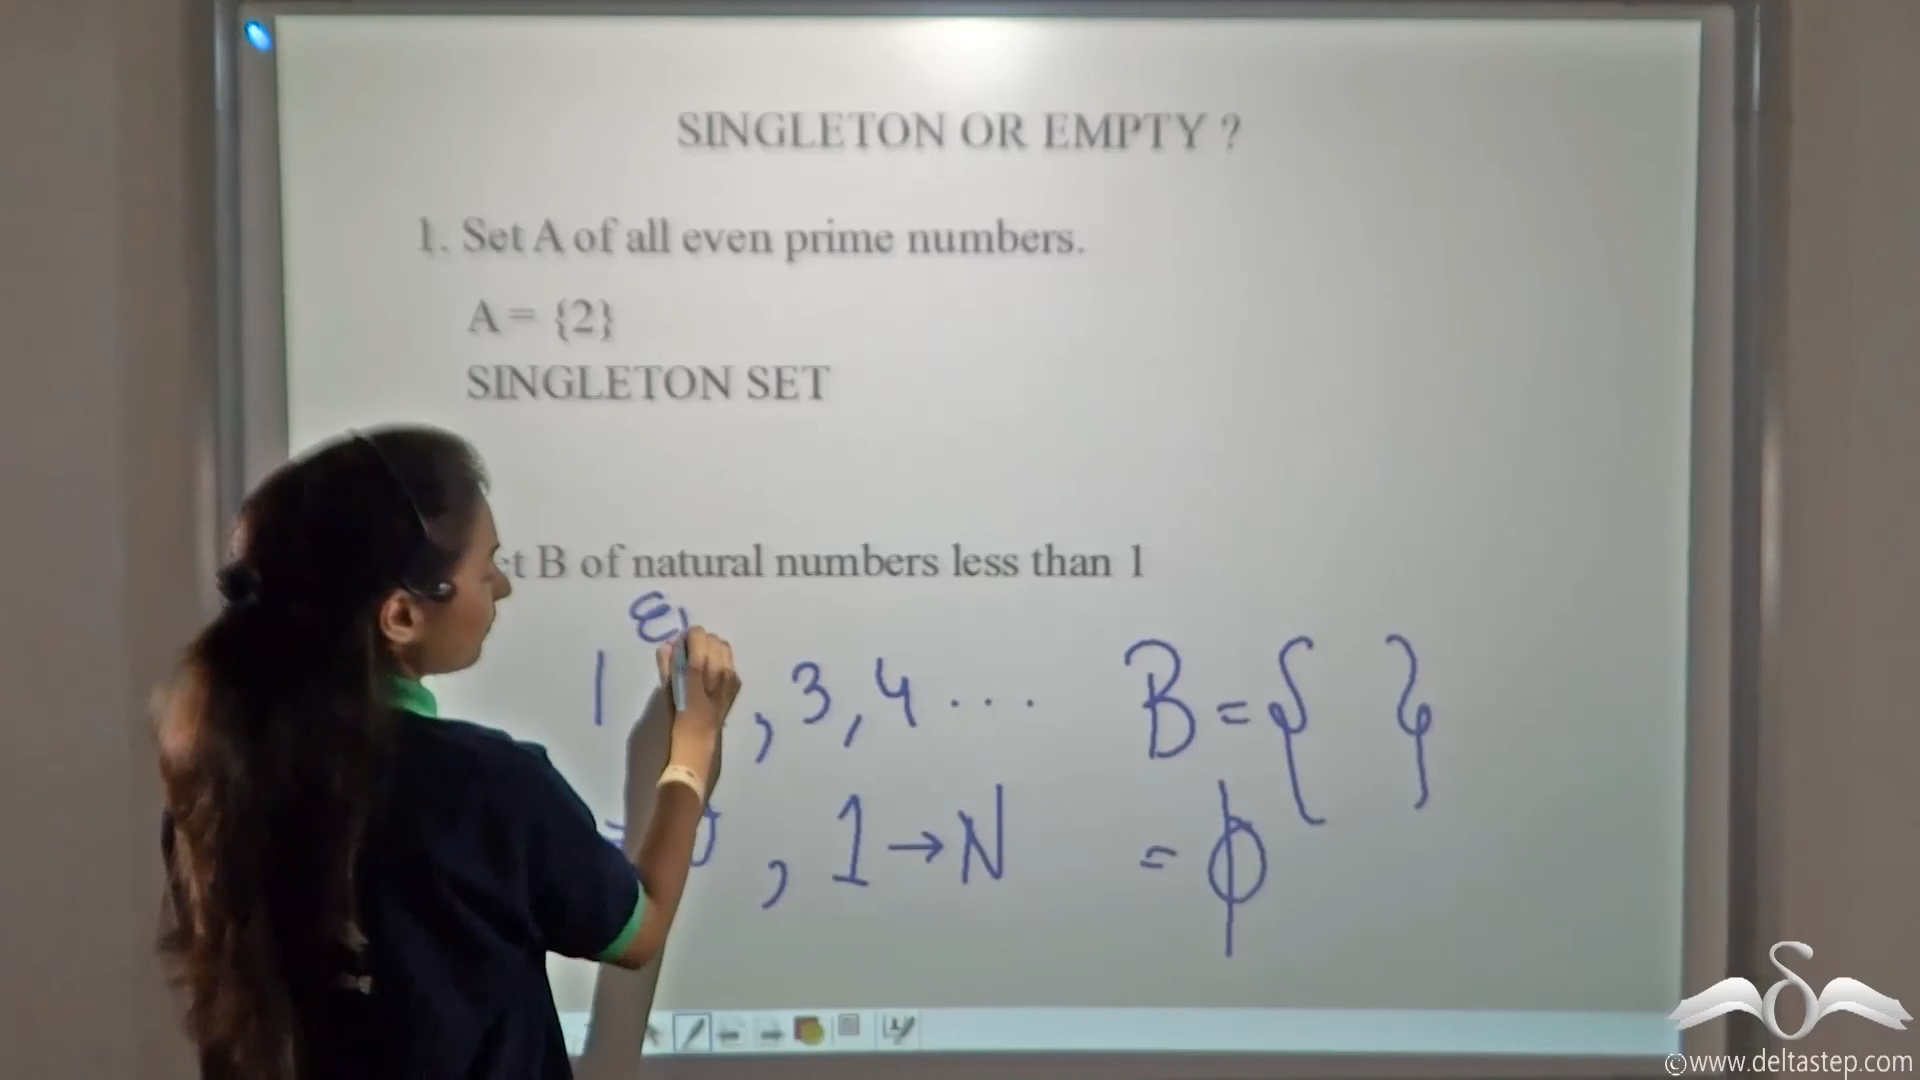 SINGLETON OR EMPTY ?
1. Set A of all even prime numbers.
A = {2}
SINGLETON SET
t B of natural numbers less than 1
1 , 3, 4 ... B = { }
, 1 → N = ϕ
©www.deltastep.com